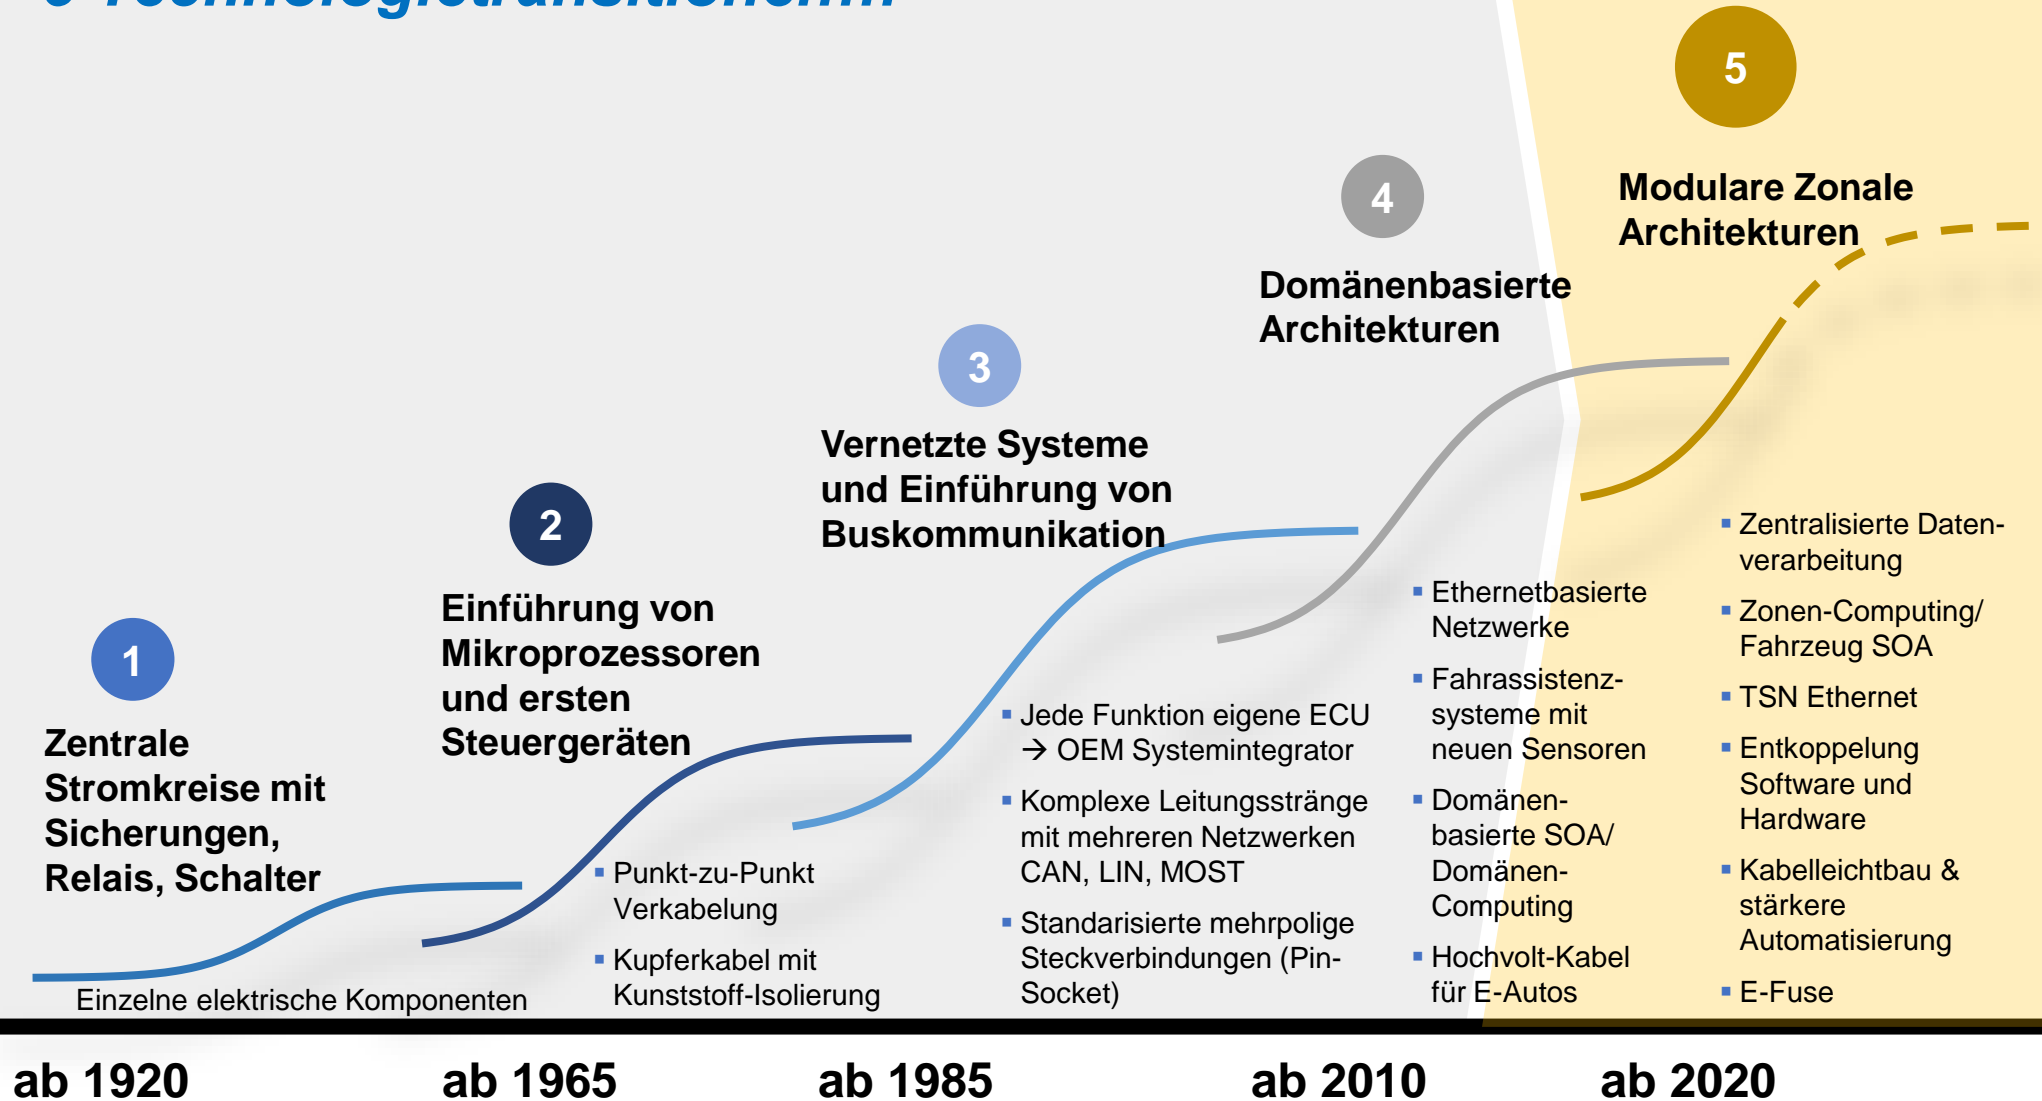 5 Technologietransitionen…
1
Zentrale
Stromkreise mit
Sicherungen,
Relais, Schalter
Einzelne elektrische Komponenten
ab 1920
2
Einführung von
Mikroprozessoren
und ersten
Steuergeräten
▪ Punkt-zu-Punkt
Verkabelung
▪ Kupferkabel mit
Kunststoff-Isolierung
ab 1965
3
Vernetzte Systeme
und Einführung von
Buskommunikation
▪ Jede Funktion eigene ECU
→ OEM Systemintegrator
▪ Komplexe Leitungsstränge
mit mehreren Netzwerken
CAN, LIN, MOST
▪ Standarisierte mehrpolige
Steckverbindungen (Pin-
Socket)
ab 1985
4
Domänenbasierte
Architekturen
▪ Ethernetbasierte
Netzwerke
▪ Fahrassistenz-
systeme mit
neuen Sensoren
▪ Domänen-
basierte SOA/
Domänen-
Computing
▪ Hochvolt-Kabel
für E-Autos
ab 2010
5
Modulare Zonale
Architekturen
▪ Zentralisierte Daten-
verarbeitung
▪ Zonen-Computing/
Fahrzeug SOA
▪ TSN Ethernet
▪ Entkoppelung
Software und
Hardware
▪ Kabelleichtbau &
stärkere
Automatisierung
▪ E-Fuse
ab 2020